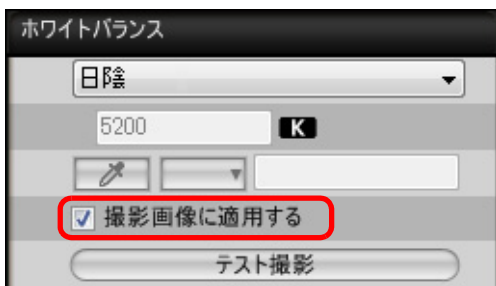 ホワイトバランス
日陰
5200 K
撮影画像に適用する
テスト撮影